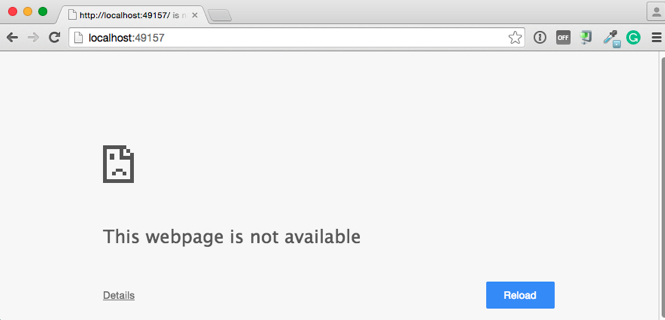 http://localhost:49157/ is n
localhost:49157
OFF
This webpage is not available
Details
Reload